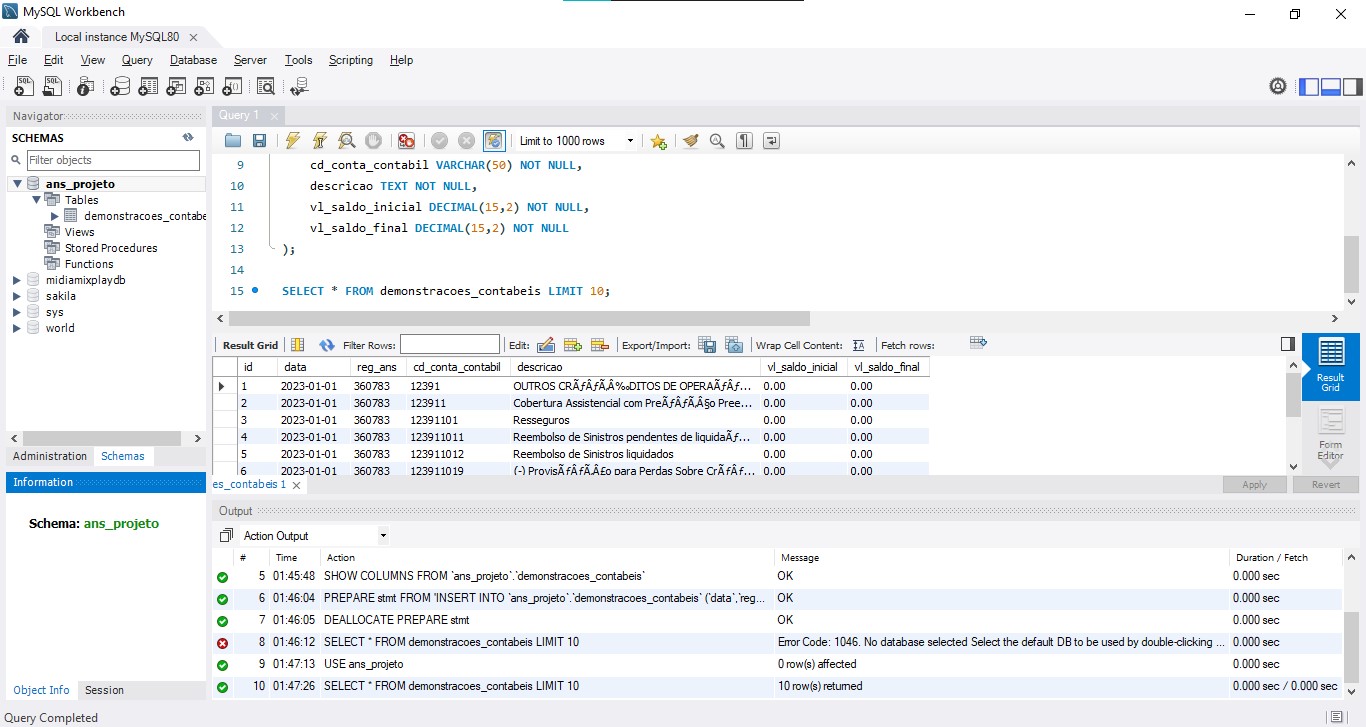 MySQL Workbench
Local instance MySQL80
File Edit View Query Database Server Tools Scripting Help
Navigator
SCHEMAS
Filter objects
ans_projeto
Tables
demonstracoes_contabe
Views
Stored Procedures
Functions
midiamixplaydb
sakila
sys
world
Administration Schemas
Information
Schema: ans_projeto
Object Info Session
Query Completed
Query 1
Limit to 1000 rows
9 cd_conta_contabil VARCHAR(50) NOT NULL,
10 descricao TEXT NOT NULL,
11 vl_saldo_inicial DECIMAL(15,2) NOT NULL,
12 vl_saldo_final DECIMAL(15,2) NOT NULL
13 );
14
15 SELECT * FROM demonstracoes_contabeis LIMIT 10;
Result Grid Filter Rows: Edit: Export/Import: Wrap Cell Content: Fetch rows:
id data reg_ans cd_conta_contabil descricao vl_saldo_inicial vl_saldo_final
1 2023-01-01 360783 12391 OUTROS CRÃƒÆ’Ã‚Â‰DITOS DE OPERAÃƒÆ’... 0.00 0.00
2 2023-01-01 360783 123911 Cobertura Assistencial com PreÃƒÆ’Ã‚Â§o Pree... 0.00 0.00
3 2023-01-01 360783 12391101 Resseguros 0.00 0.00
4 2023-01-01 360783 123911011 Reembolso de Sinistros pendentes de liquidaÃƒÆ’... 0.00 0.00
5 2023-01-01 360783 123911012 Reembolso de Sinistros liquidados 0.00 0.00
6 2023-01-01 360783 123911019 (-) ProvisÃƒÆ’Ã‚Â£o para Perdas Sobre CrÃƒÆ’... 0.00 0.00
Result Grid
Form Editor
es_contabeis 1
Apply Revert
Output
Action Output
# Time Action Message Duration / Fetch
5 01:45:48 SHOW COLUMNS FROM `ans_projeto`.`demonstracoes_contabeis` OK 0.000 sec
6 01:46:04 PREPARE stmt FROM 'INSERT INTO `ans_projeto`.`demonstracoes_contabeis` (`data`,`reg... OK 0.000 sec
7 01:46:05 DEALLOCATE PREPARE stmt OK 0.000 sec
8 01:46:12 SELECT * FROM demonstracoes_contabeis LIMIT 10 Error Code: 1046. No database selected Select the default DB to be used by double-clicking ... 0.000 sec
9 01:47:13 USE ans_projeto 0 row(s) affected 0.000 sec
10 01:47:26 SELECT * FROM demonstracoes_contabeis LIMIT 10 10 row(s) returned 0.000 sec / 0.000 sec